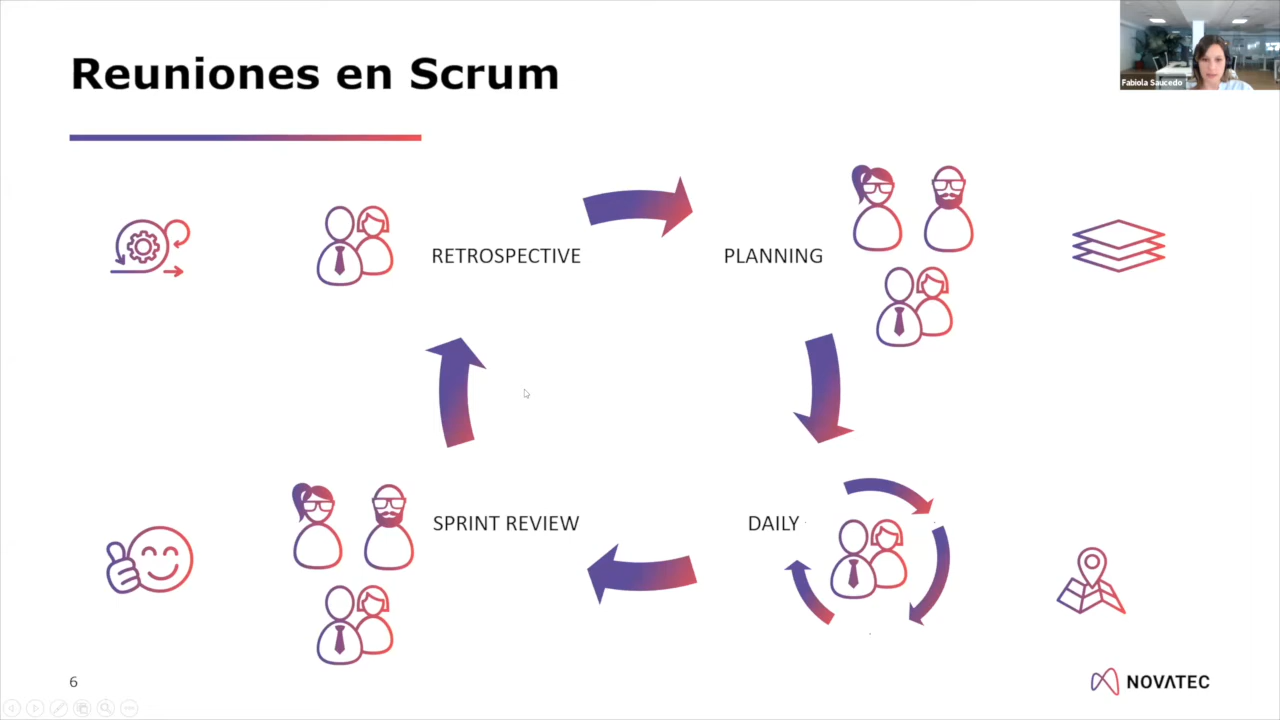 Reuniones en Scrum
Fabiola Saucedo
RETROSPECTIVE
PLANNING
SPRINT REVIEW
DAILY
6
NOVATEC